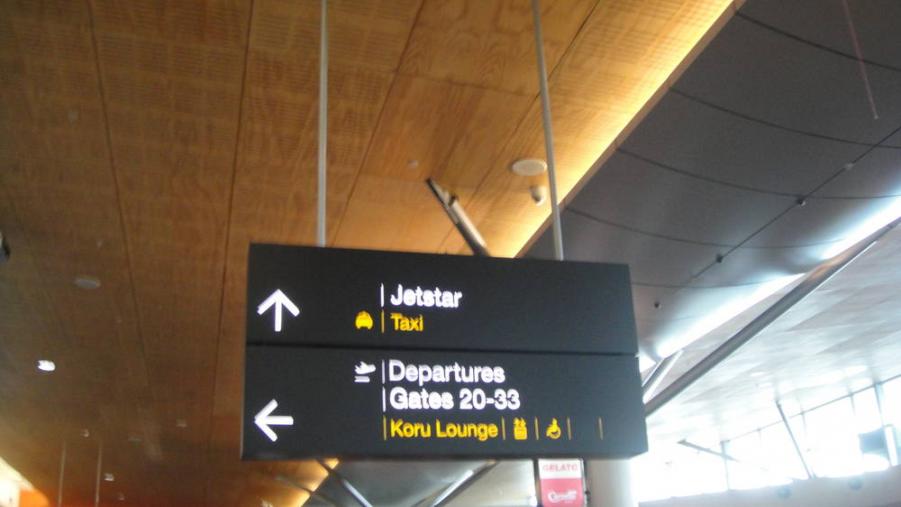 Jetstar
Taxi
Departures
Gates 20-33
Koru Lounge
GELATO